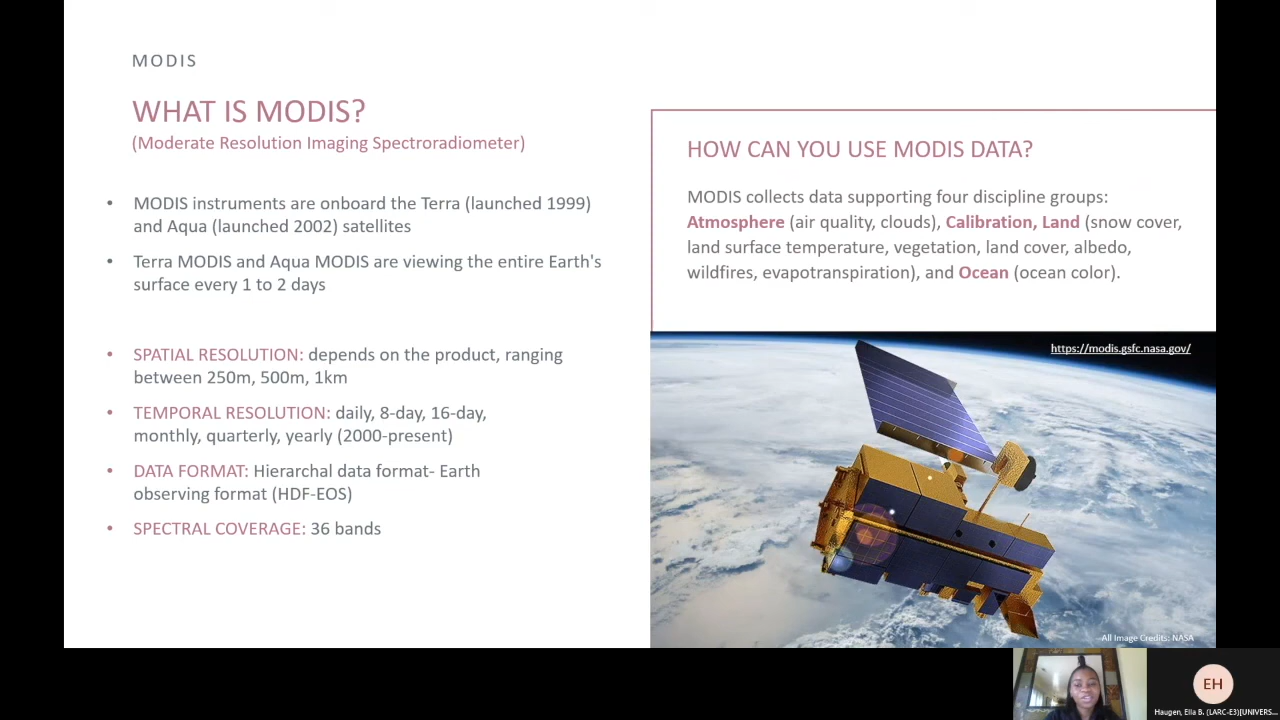 MODIS
WHAT IS MODIS?
(Moderate Resolution Imaging Spectroradiometer)
• MODIS instruments are onboard the Terra (launched 1999)
and Aqua (launched 2002) satellites
• Terra MODIS and Aqua MODIS are viewing the entire Earth's
surface every 1 to 2 days
• SPATIAL RESOLUTION: depends on the product, ranging
between 250m, 500m, 1km
• TEMPORAL RESOLUTION: daily, 8-day, 16-day,
monthly, quarterly, yearly (2000-present)
• DATA FORMAT: Hierarchal data format- Earth
observing format (HDF-EOS)
• SPECTRAL COVERAGE: 36 bands
HOW CAN YOU USE MODIS DATA?
MODIS collects data supporting four discipline groups:
Atmosphere (air quality, clouds), Calibration, Land (snow cover,
land surface temperature, vegetation, land cover, albedo,
wildfires, evapotranspiration), and Ocean (ocean color).
https://modis.gsfc.nasa.gov/
All Image Credits: NASA
EH
Haugen, Ella B. (LARC-E3)[UNIVERS...